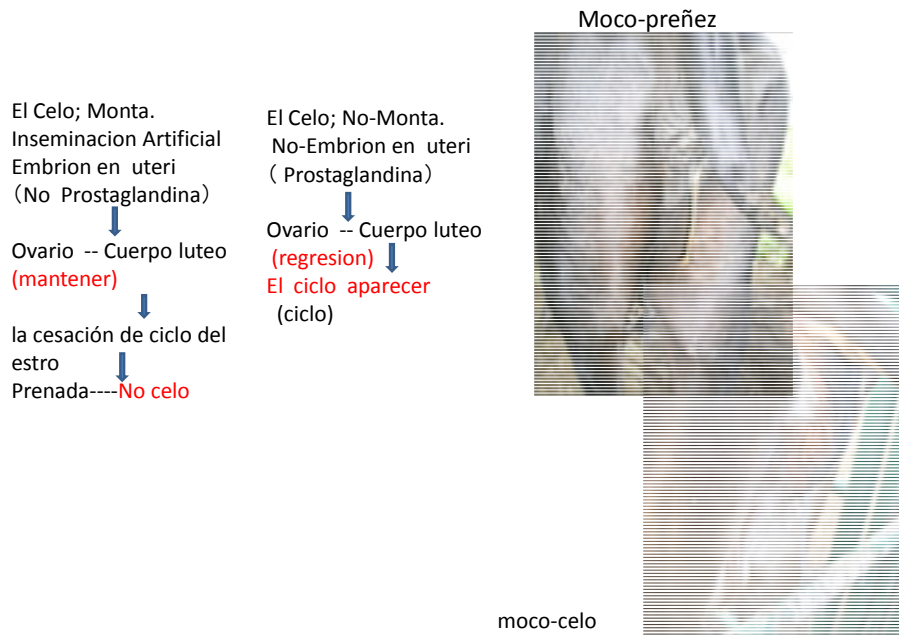 Moco-preñez
El Celo; Monta.
Inseminacion Artificial
Embrion en uteri
（No Prostaglandina）
Ovario -- Cuerpo luteo
(mantener)
la cesación de ciclo del
estro
Prenada----No celo
El Celo; No-Monta.
No-Embrion en uteri
（ Prostaglandina）
Ovario -- Cuerpo luteo
(regresion)
El ciclo aparecer
(ciclo)
moco-celo